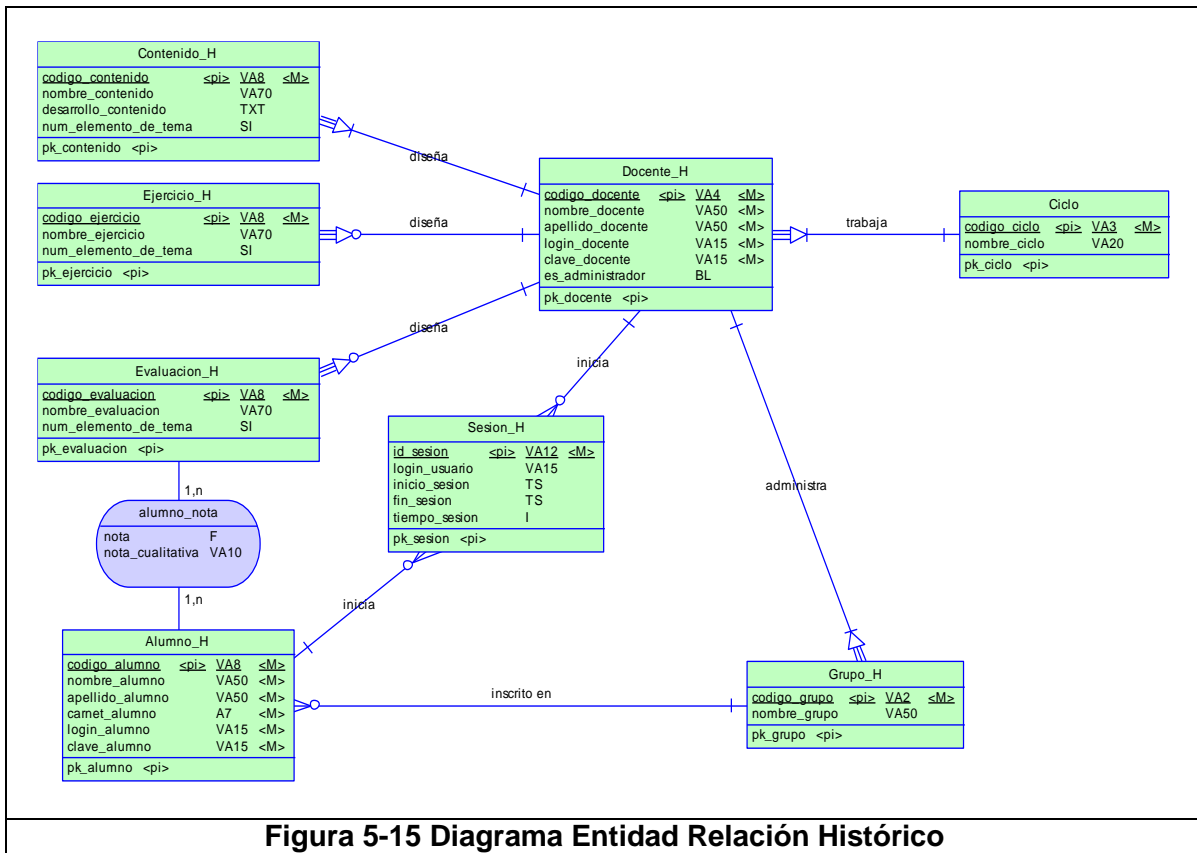 Contenido_H
codigo_contenido <pi> VA8 <M>
nombre_contenido VA70
desarrollo_contenido TXT
num_elemento_de_tema SI
pk_contenido <pi>
diseña
Ejercicio_H
codigo_ejercicio <pi> VA8 <M>
nombre_ejercicio VA70
num_elemento_de_tema SI
pk_ejercicio <pi>
diseña
Docente_H
codigo_docente <pi> VA4 <M>
nombre_docente VA50 <M>
apellido_docente VA50 <M>
login_docente VA15 <M>
clave_docente VA15 <M>
es_administrador BL
pk_docente <pi>
trabaja
Ciclo
codigo_ciclo <pi> VA3 <M>
nombre_ciclo VA20
pk_ciclo <pi>
diseña
Evaluacion_H
codigo_evaluacion <pi> VA8 <M>
nombre_evaluacion VA70
num_elemento_de_tema SI
pk_evaluacion <pi>
inicia
Sesion_H
id_sesion <pi> VA12 <M>
login_usuario VA15
inicio_sesion TS
fin_sesion TS
tiempo_sesion I
pk_sesion <pi>
administra
1,n
alumno_nota
nota F
nota_cualitativa VA10
1,n
inicia
Alumno_H
codigo_alumno <pi> VA8 <M>
nombre_alumno VA50 <M>
apellido_alumno VA50 <M>
carnet_alumno A7 <M>
login_alumno VA15 <M>
clave_alumno VA15 <M>
pk_alumno <pi>
inscrito en
Grupo_H
codigo_grupo <pi> VA2 <M>
nombre_grupo VA50
pk_grupo <pi>
Figura 5-15 Diagrama Entidad Relación Histórico